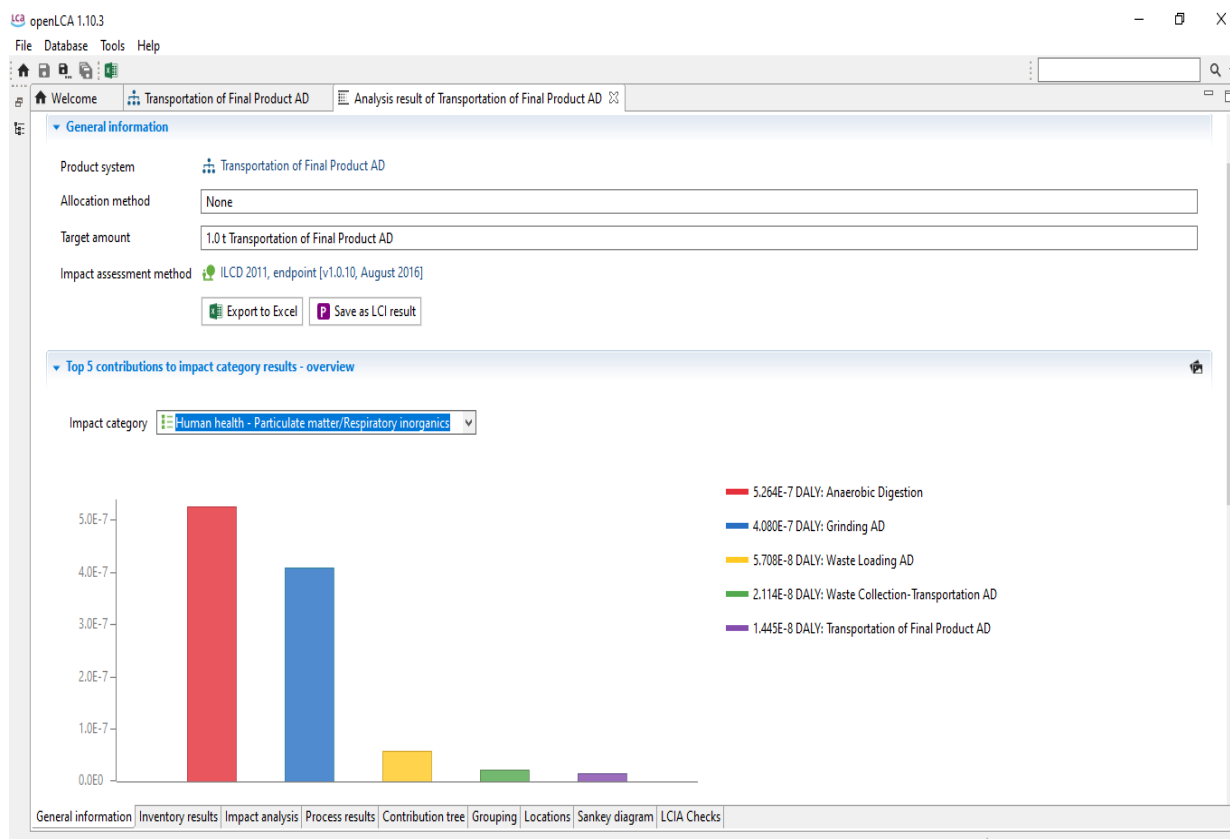 LCA openLCA 1.10.3
File Database Tools Help
Welcome Transportation of Final Product AD Analysis result of Transportation of Final Product AD
General information
Product system Transportation of Final Product AD
Allocation method None
Target amount 1.0 t Transportation of Final Product AD
Impact assessment method ILCD 2011, endpoint [v1.0.10, August 2016]
Export to Excel P Save as LCI result
Top 5 contributions to impact category results - overview
Impact category Human health - Particulate matter/Respiratory inorganics
5.264E-7 DALY: Anaerobic Digestion
5.0E-7
4.080E-7 DALY: Grinding AD
5.708E-8 DALY: Waste Loading AD
4.0E-7
2.114E-8 DALY: Waste Collection-Transportation AD
3.0E-7
1.445E-8 DALY: Transportation of Final Product AD
2.0E-7
1.0E-7
0.0E0
General information Inventory results Impact analysis Process results Contribution tree Grouping Locations Sankey diagram LCIA Checks